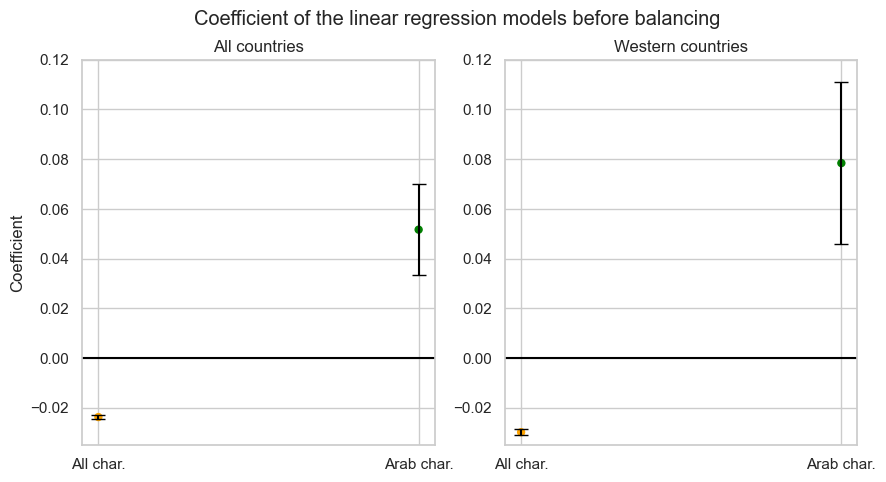 Coefficient of the linear regression models before balancing
All countries
Western countries
0.12
0.10
0.08
0.06
0.04
0.02
0.00
−0.02
Coefficient
All char.
Arab char.
0.12
0.10
0.08
0.06
0.04
0.02
0.00
−0.02
All char.
Arab char.